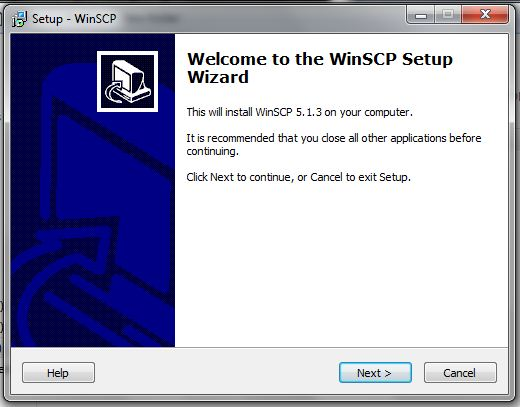 Setup - WinSCP
Welcome to the WinSCP Setup
Wizard
This will install WinSCP 5.1.3 on your computer.
It is recommended that you close all other applications before
continuing.
Click Next to continue, or Cancel to exit Setup.
Help
Next >
Cancel